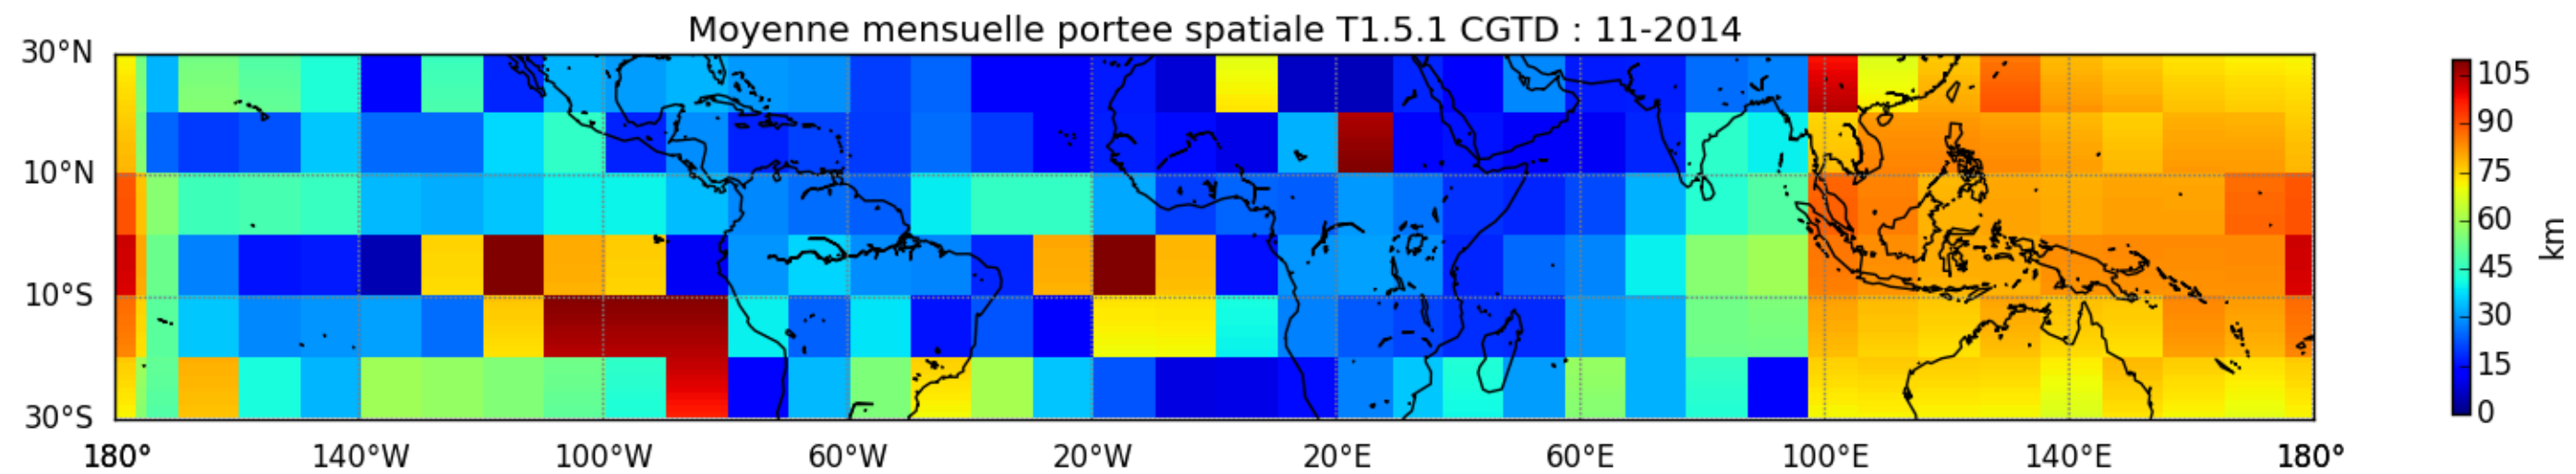 Moyenne mensuelle portee spatiale T1.5.1 CGTD : 11-2014
30°N
10°N
10°S
30°S
180° 140°W 100°W 60°W 20°W 20°E 60°E 100°E 140°E 180°
105
90
75
60
45
30
15
0
km